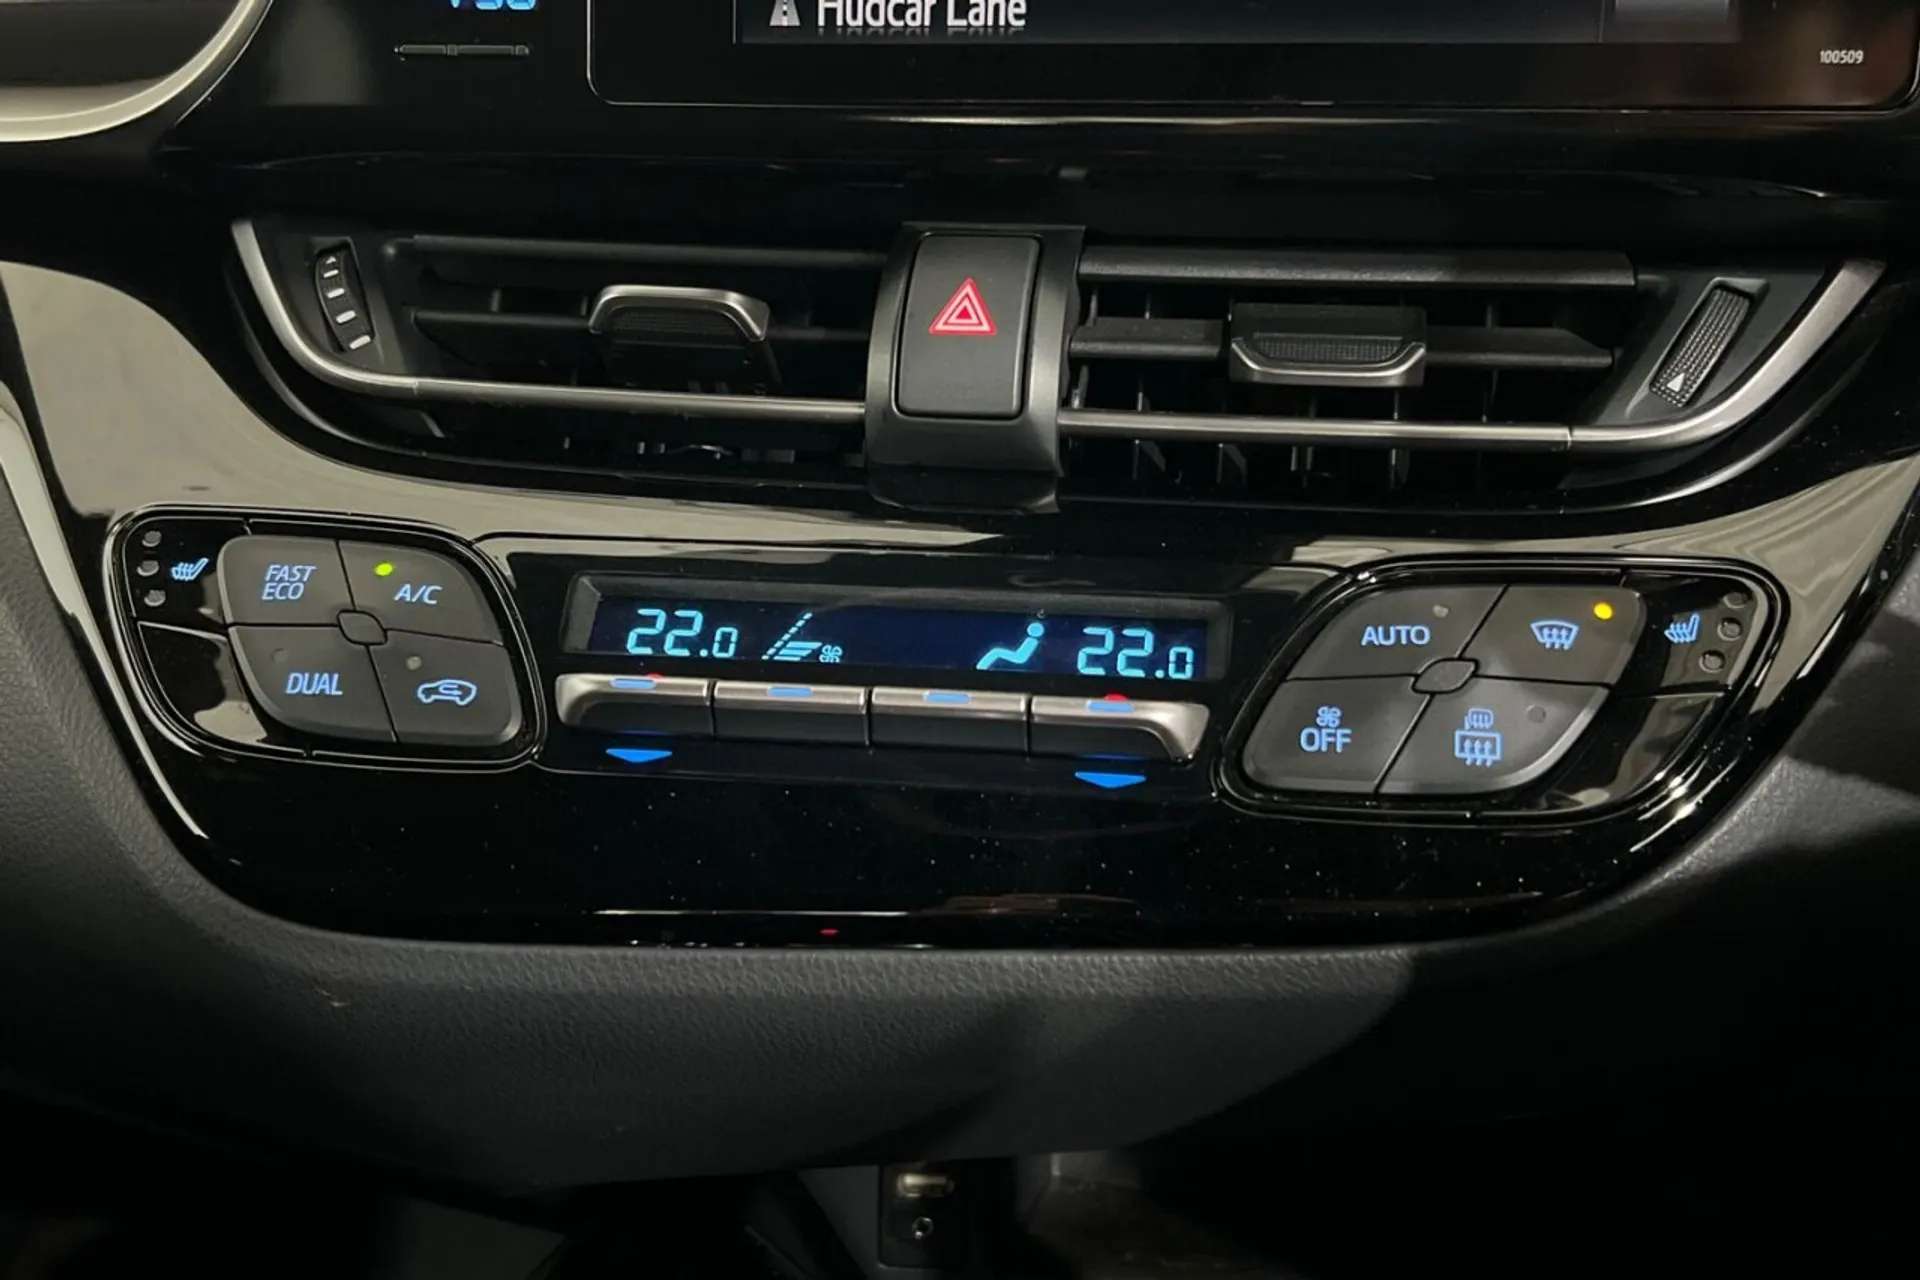 Hudcar Lane
100509
FAST
ECO
A/C
DUAL
22.0
22.0
AUTO
OFF